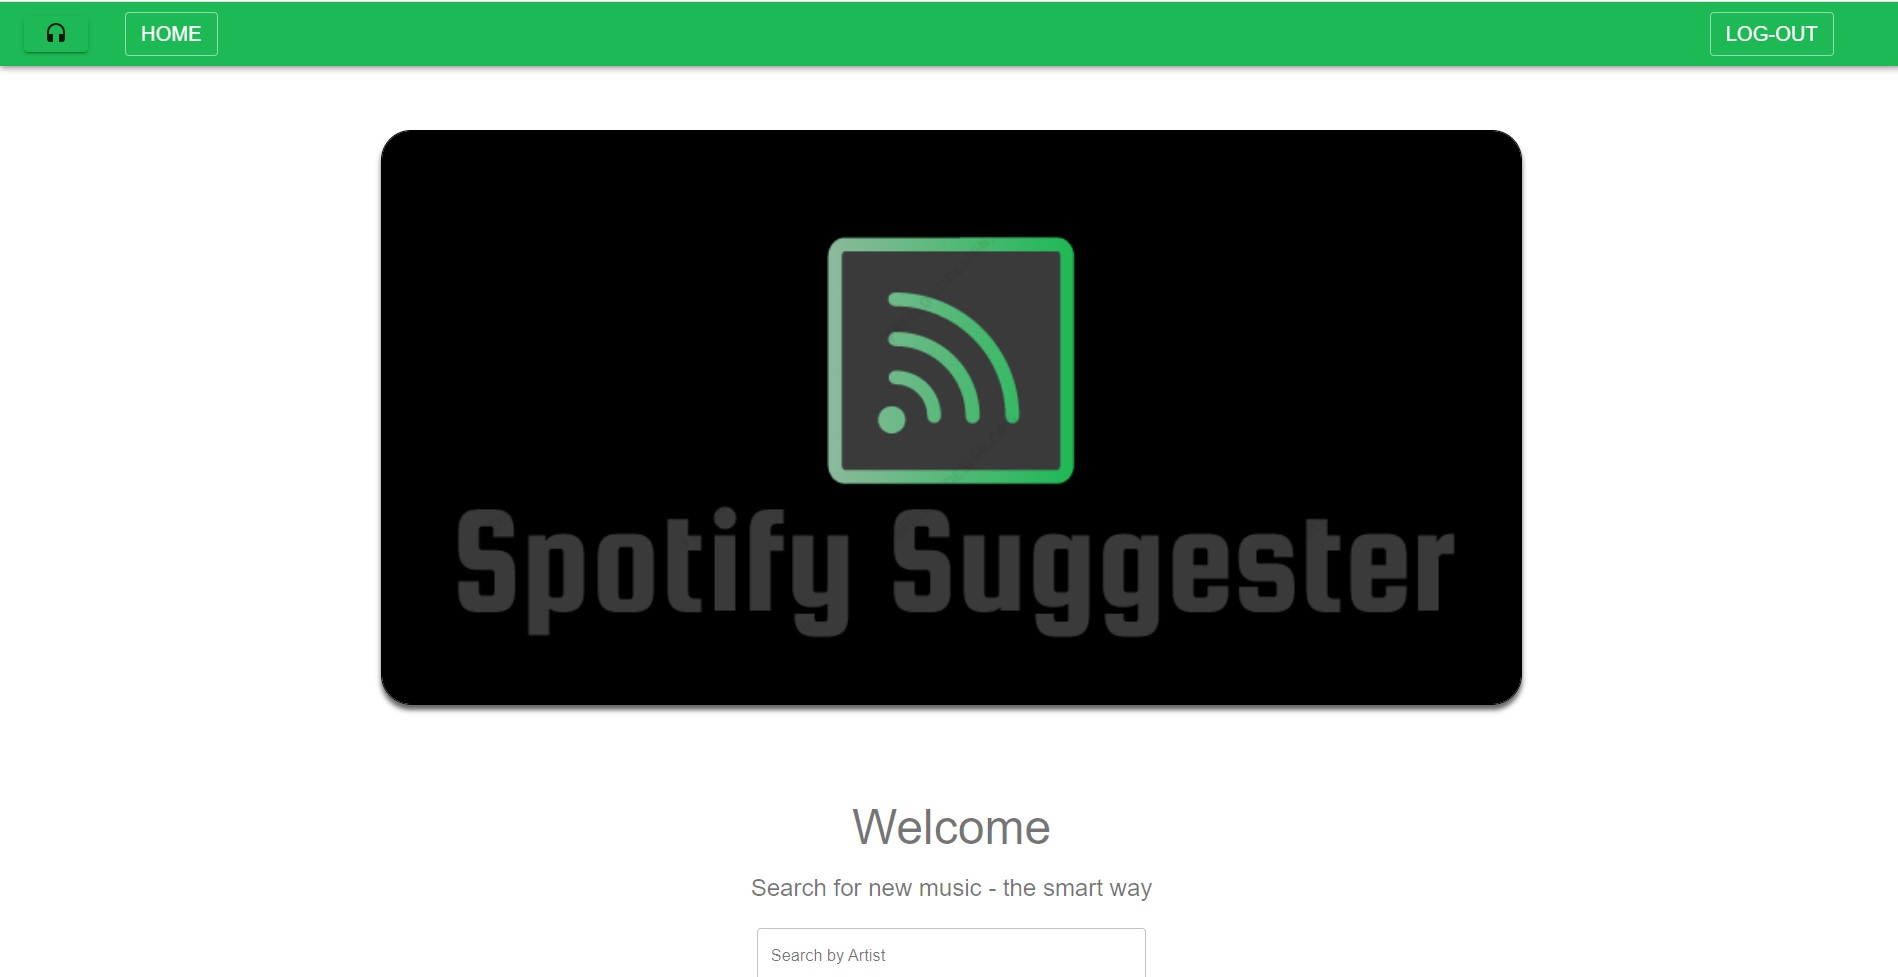 HOME
LOG-OUT
Spotify Suggester
Welcome
Search for new music - the smart way
Search by Artist